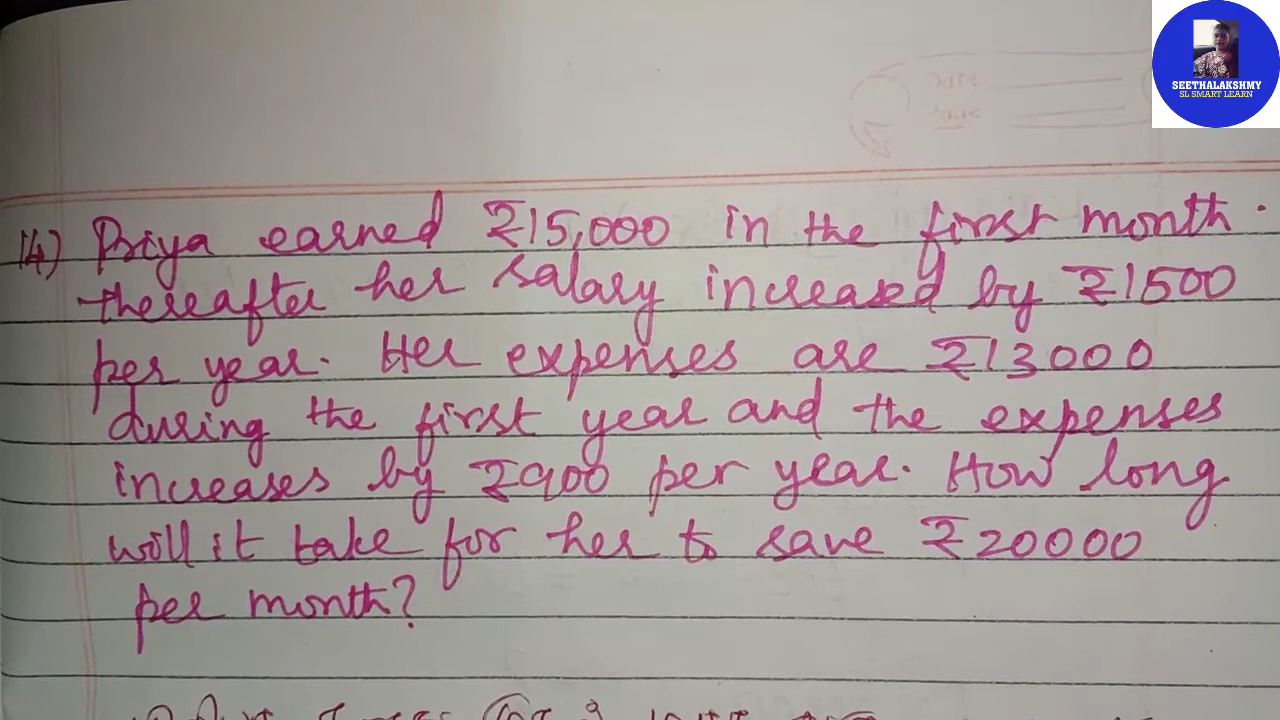 SEETHALAKSHMY
SL SMART LEARN
14) Priya earned ₹15,000 in the first month.
thereafter her salary increased by ₹1500
per year. Her expenses are ₹13000
during the first year and the expenses
increases by ₹900 per year. How long
will it take for her to save ₹20000
per month?